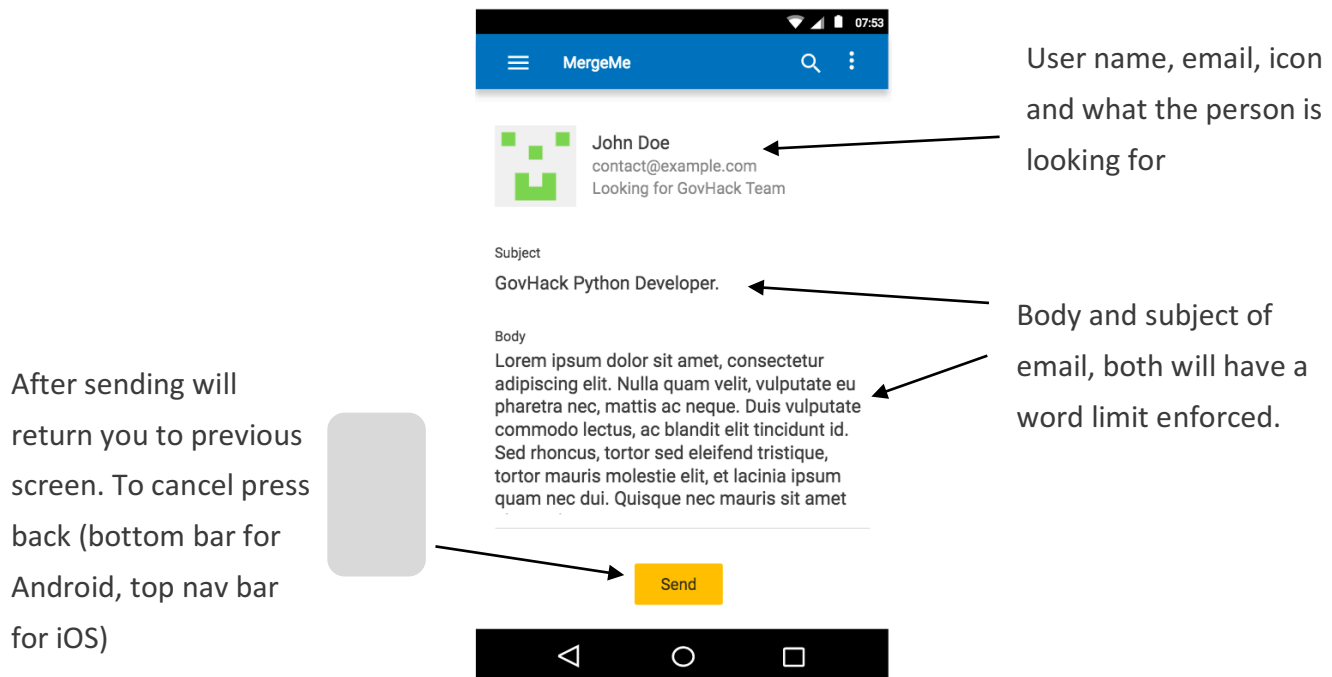 07:53
MergeMe
John Doe
contact@example.com
Looking for GovHack Team
Subject
GovHack Python Developer.
Body
Lorem ipsum dolor sit amet, consectetur
adipiscing elit. Nulla quam velit, vulputate eu
pharetra nec, mattis ac neque. Duis vulputate
commodo lectus, ac blandit elit tincidunt id.
Sed rhoncus, tortor sed eleifend tristique,
tortor mauris molestie elit, et lacinia ipsum
quam nec dui. Quisque nec mauris sit amet
Send
User name, email, icon
and what the person is
looking for
Body and subject of
email, both will have a
word limit enforced.
After sending will
return you to previous
screen. To cancel press
back (bottom bar for
Android, top nav bar
for iOS)